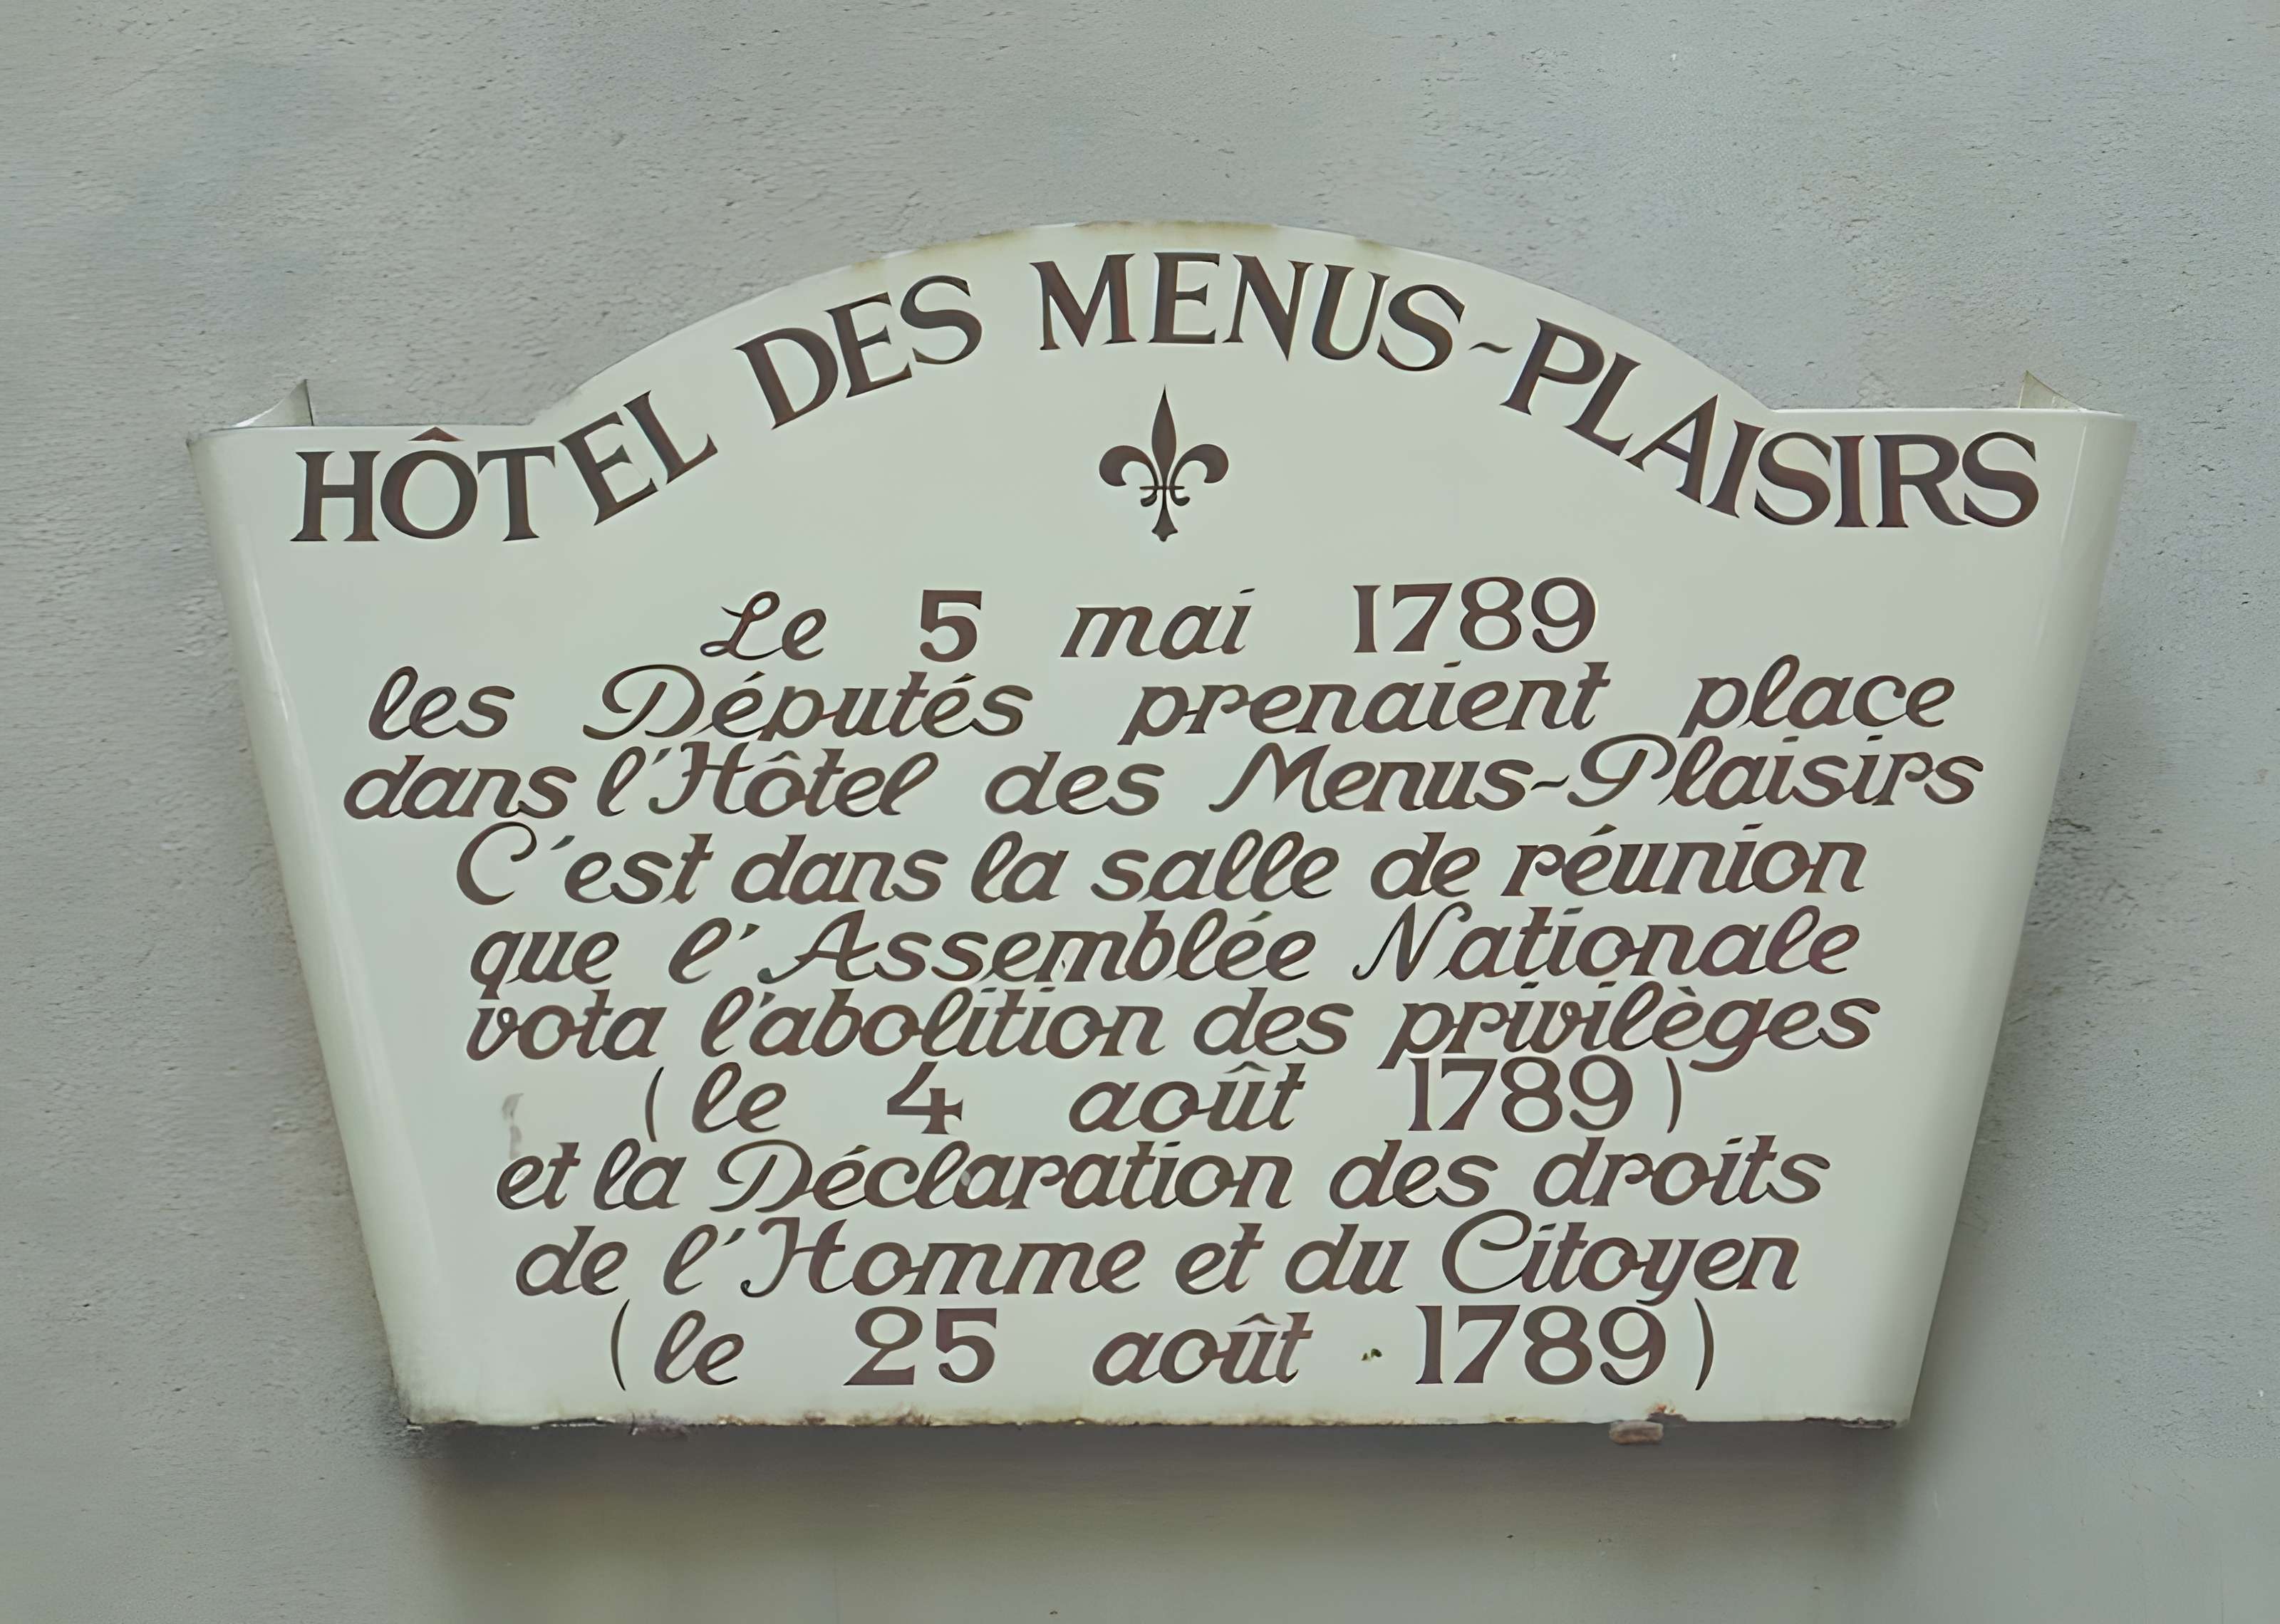 HÔTEL DES MENUS-PLAISIRS
Le 5 mai 1789
les Députés prenaient place
dans l'Hôtel des Menus-Plaisirs
C'est dans la salle de réunion
que l'Assemblée Nationale
vota l'abolition des privilèges
(le 4 août 1789)
et la Déclaration des droits
de l'Homme et du Citoyen
(le 25 août 1789)